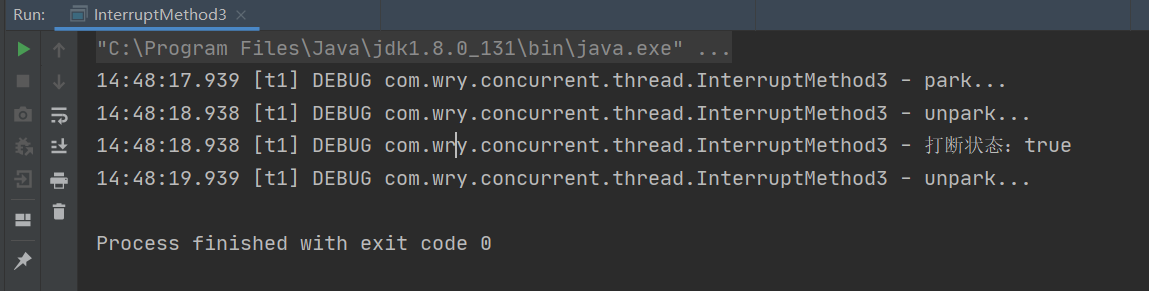 Run: InterruptMethod3
"C:\Program Files\Java\jdk1.8.0_131\bin\java.exe" ...
14:48:17.939 [t1] DEBUG com.wry.concurrent.thread.InterruptMethod3 - park...
14:48:18.938 [t1] DEBUG com.wry.concurrent.thread.InterruptMethod3 - unpark...
14:48:18.938 [t1] DEBUG com.wry.concurrent.thread.InterruptMethod3 - 打断状态：true
14:48:19.939 [t1] DEBUG com.wry.concurrent.thread.InterruptMethod3 - unpark...
Process finished with exit code 0